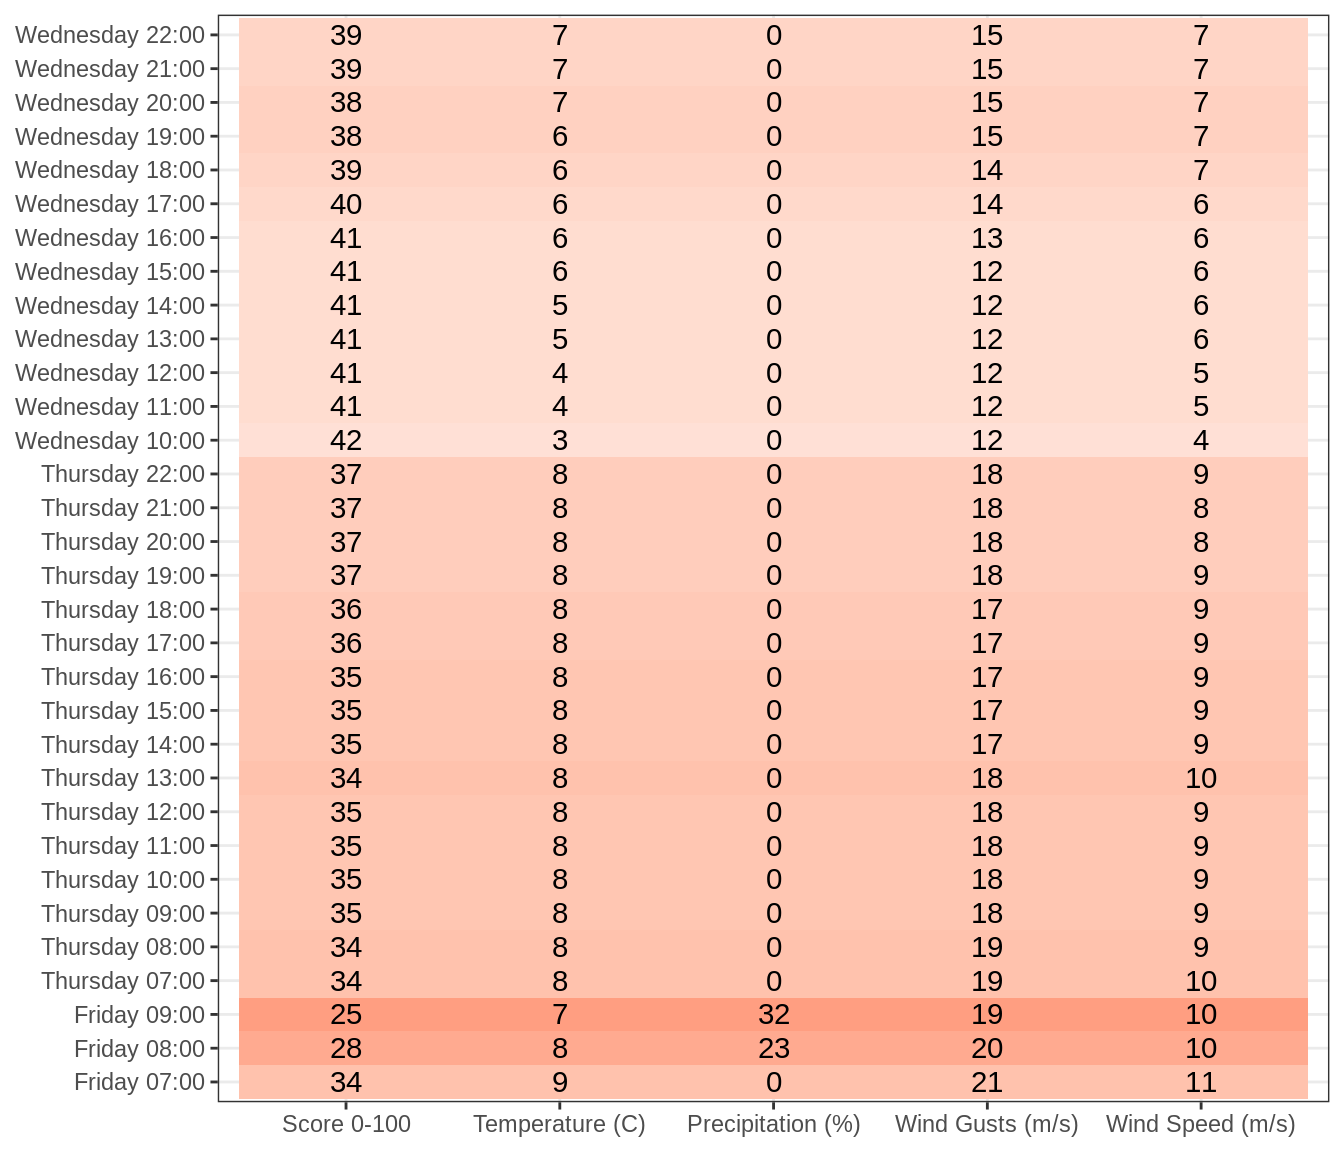 Wednesday 22:00 39 7 0 15 7
Wednesday 21:00 39 7 0 15 7
Wednesday 20:00 38 7 0 15 7
Wednesday 19:00 38 6 0 15 7
Wednesday 18:00 39 6 0 14 7
Wednesday 17:00 40 6 0 14 6
Wednesday 16:00 41 6 0 13 6
Wednesday 15:00 41 6 0 12 6
Wednesday 14:00 41 5 0 12 6
Wednesday 13:00 41 5 0 12 6
Wednesday 12:00 41 4 0 12 5
Wednesday 11:00 41 4 0 12 5
Wednesday 10:00 42 3 0 12 4
Thursday 22:00 37 8 0 18 9
Thursday 21:00 37 8 0 18 8
Thursday 20:00 37 8 0 18 8
Thursday 19:00 37 8 0 18 9
Thursday 18:00 36 8 0 17 9
Thursday 17:00 36 8 0 17 9
Thursday 16:00 35 8 0 17 9
Thursday 15:00 35 8 0 17 9
Thursday 14:00 35 8 0 17 9
Thursday 13:00 34 8 0 18 10
Thursday 12:00 35 8 0 18 9
Thursday 11:00 35 8 0 18 9
Thursday 10:00 35 8 0 18 9
Thursday 09:00 35 8 0 18 9
Thursday 08:00 34 8 0 19 9
Thursday 07:00 34 8 0 19 10
Friday 09:00 25 7 32 19 10
Friday 08:00 28 8 23 20 10
Friday 07:00 34 9 0 21 11
Score 0-100 Temperature (C) Precipitation (%) Wind Gusts (m/s) Wind Speed (m/s)